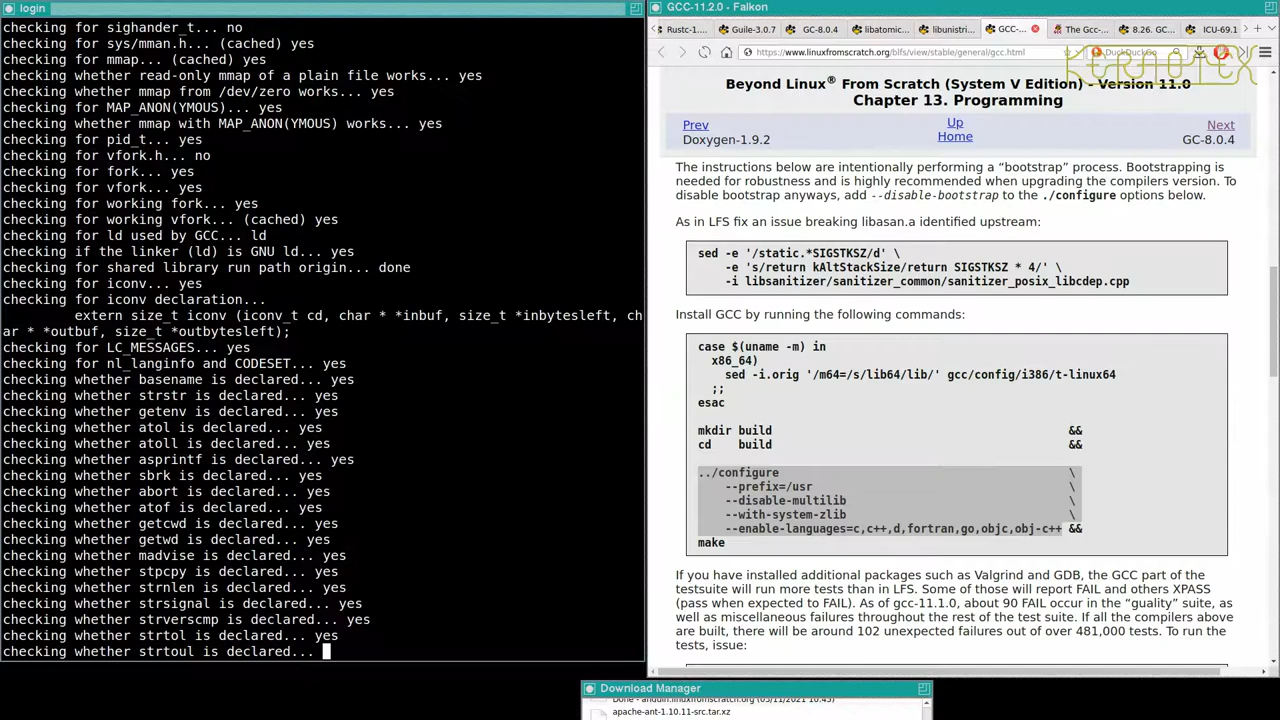 login
checking for sighander_t... no
checking for sys/mman.h... (cached) yes
checking for mmap... (cached) yes
checking whether read-only mmap of a plain file works... yes
checking whether mmap from /dev/zero works... yes
checking for MAP_ANON(YMOUS)... yes
checking whether mmap with MAP_ANON(YMOUS) works... yes
checking for pid_t... yes
checking for vfork.h... no
checking for fork... yes
checking for vfork... yes
checking for working fork... yes
checking for working vfork... (cached) yes
checking for ld used by GCC... ld
checking if the linker (ld) is GNU ld... yes
checking for shared library run path origin... done
checking for iconv... yes
checking for iconv declaration...
extern size_t iconv (iconv_t cd, char * *inbuf, size_t *inbytesleft, ch
ar * *outbuf, size_t *outbytesleft);
checking for LC_MESSAGES... yes
checking for nl_langinfo and CODESET... yes
checking whether basename is declared... yes
checking whether strstr is declared... yes
checking whether getenv is declared... yes
checking whether atol is declared... yes
checking whether atoll is declared... yes
checking whether asprintf is declared... yes
checking whether sbrk is declared... yes
checking whether abort is declared... yes
checking whether atof is declared... yes
checking whether getcwd is declared... yes
checking whether getwd is declared... yes
checking whether madvise is declared... yes
checking whether stpcpy is declared... yes
checking whether strnlen is declared... yes
checking whether strsignal is declared... yes
checking whether strverscmp is declared... yes
checking whether strtol is declared... yes
checking whether strtoul is declared...
GCC-11.2.0 - Falkon
Rustc-1.... Guile-3.0.7 GC-8.0.4 libatomic... libunistri... GCC-... The Gcc... 8.26. GC... ICU-69.1
https://www.linuxfromscratch.org/blfs/view/stable/general/gcc.html DuckDuckGo
KERNOTEX
Beyond Linux® From Scratch (System V Edition) - Version 11.0
Chapter 13. Programming
Prev Up Next
Doxygen-1.9.2 Home GC-8.0.4
The instructions below are intentionally performing a “bootstrap” process. Bootstrapping is
needed for robustness and is highly recommended when upgrading the compilers version. To
disable bootstrap anyways, add --disable-bootstrap to the ./configure options below.
As in LFS fix an issue breaking libasan.a identified upstream:
sed -e '/static.*SIGSTKSZ/d' \
-e 's/return kAltStackSize/return SIGSTKSZ * 4/' \
-i libsanitizer/sanitizer_common/sanitizer_posix_libcdep.cpp
Install GCC by running the following commands:
case $(uname -m) in
x86_64)
sed -i.orig '/m64=/s/lib64/lib/' gcc/config/i386/t-linux64
;;
esac
mkdir build &&
cd build &&
../configure \
--prefix=/usr \
--disable-multilib \
--with-system-zlib \
--enable-languages=c,c++,d,fortran,go,objc,obj-c++ &&
make
If you have installed additional packages such as Valgrind and GDB, the GCC part of the
testsuite will run more tests than in LFS. Some of those will report FAIL and others XPASS
(pass when expected to FAIL). As of gcc-11.1.0, about 90 FAIL occur in the “guality” suite, as
well as miscellaneous failures throughout the rest of the test suite. If all the compilers above
are built, there will be around 102 unexpected failures out of over 481,000 tests. To run the
tests, issue:
Download Manager
Done - anduin.linuxfromscratch.org (05/11/2021 10:45)
apache-ant-1.10.11-src.tar.xz